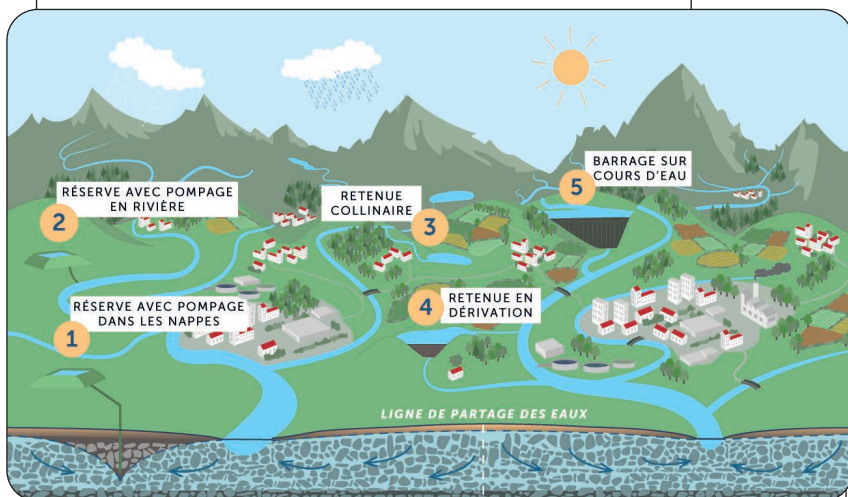 5
BARRAGE SUR
COURS D'EAU
2
RÉSERVE AVEC POMPAGE
EN RIVIÈRE
RETENUE
COLLINAIRE
3
1
RÉSERVE AVEC POMPAGE
DANS LES NAPPES
4
RETENUE EN
DÉRIVATION
LIGNE DE PARTAGE DES EAUX